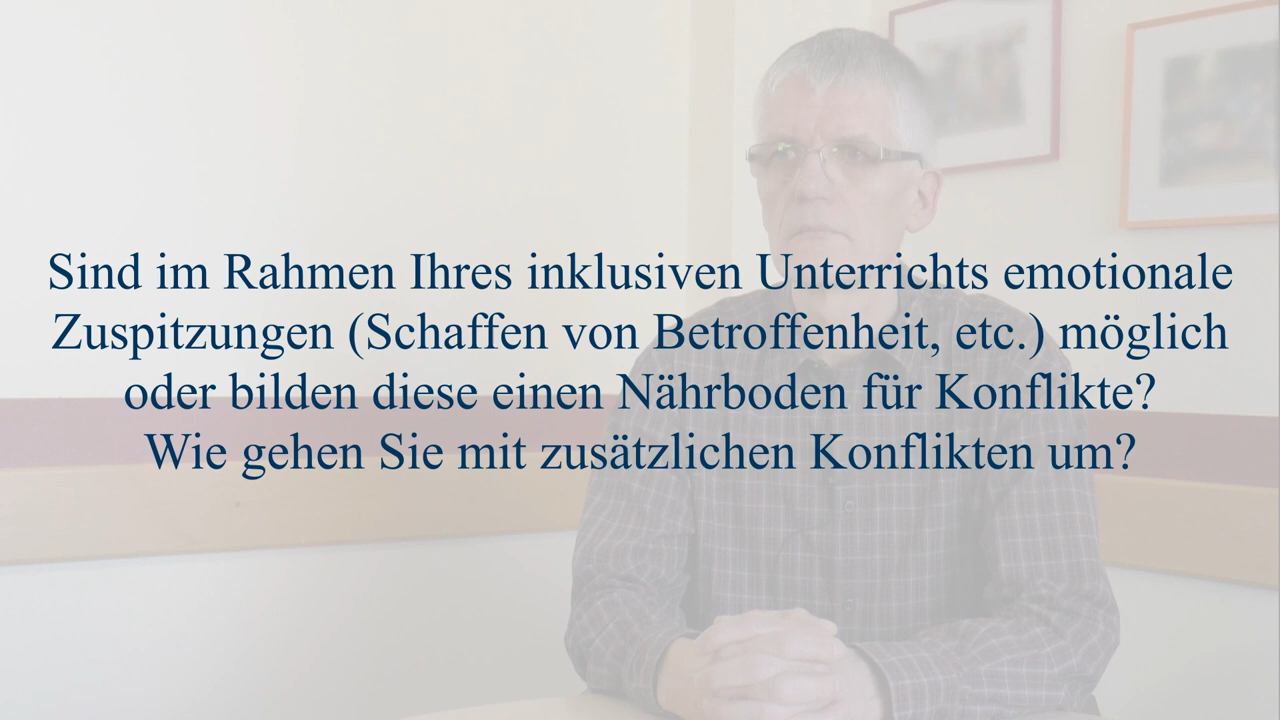 Sind im Rahmen Ihres inklusiven Unterrichts emotionale
Zuspitzungen (Schaffen von Betroffenheit, etc.) möglich
oder bilden diese einen Nährboden für Konflikte?
Wie gehen Sie mit zusätzlichen Konflikten um?